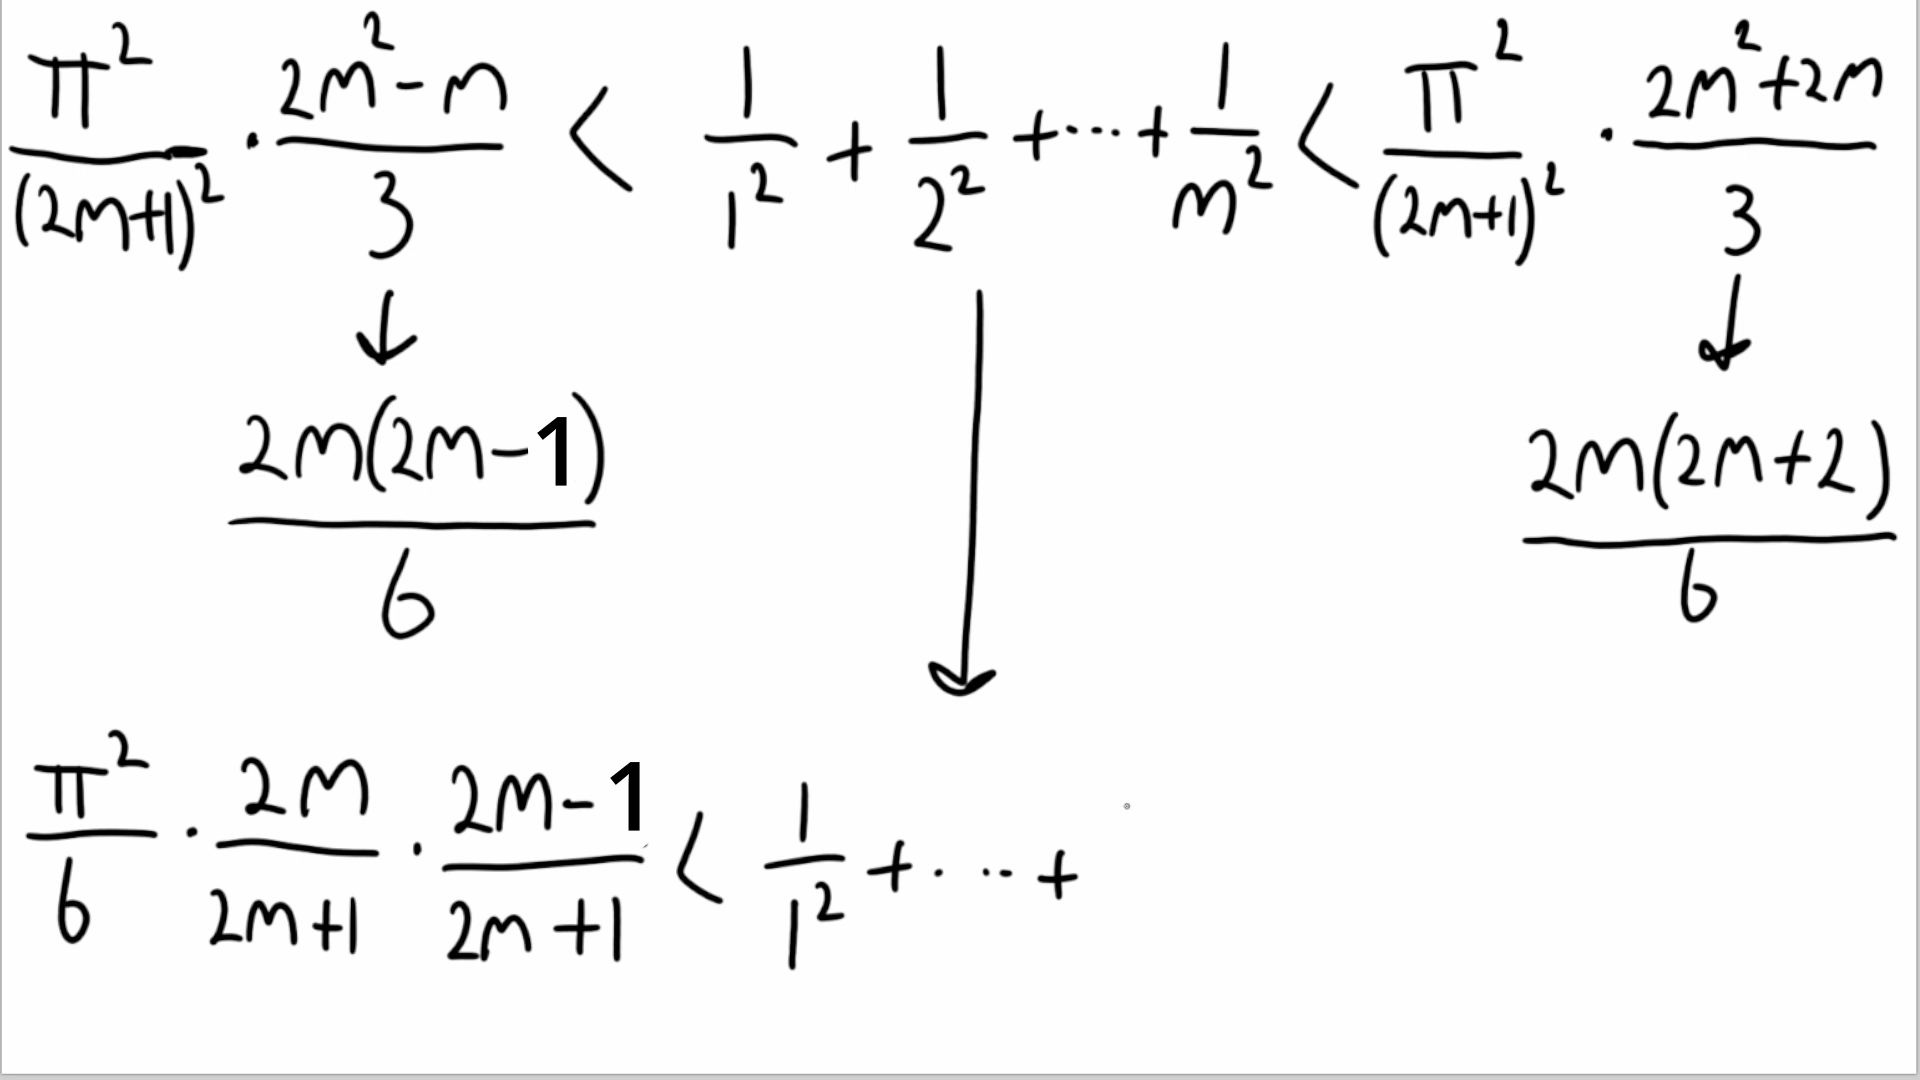 π²/(2m+1)² · (2m²-m)/3 < 1/1² + 1/2² + ··· + 1/m² < π²/(2m+1)² · (2m²+2m)/3
↓ ↓ ↓
2m(2m-1)/6 2m(2m+2)/6
π²/6 · 2m/(2m+1) · (2m-1)/(2m+1) < 1/1² + ··· +